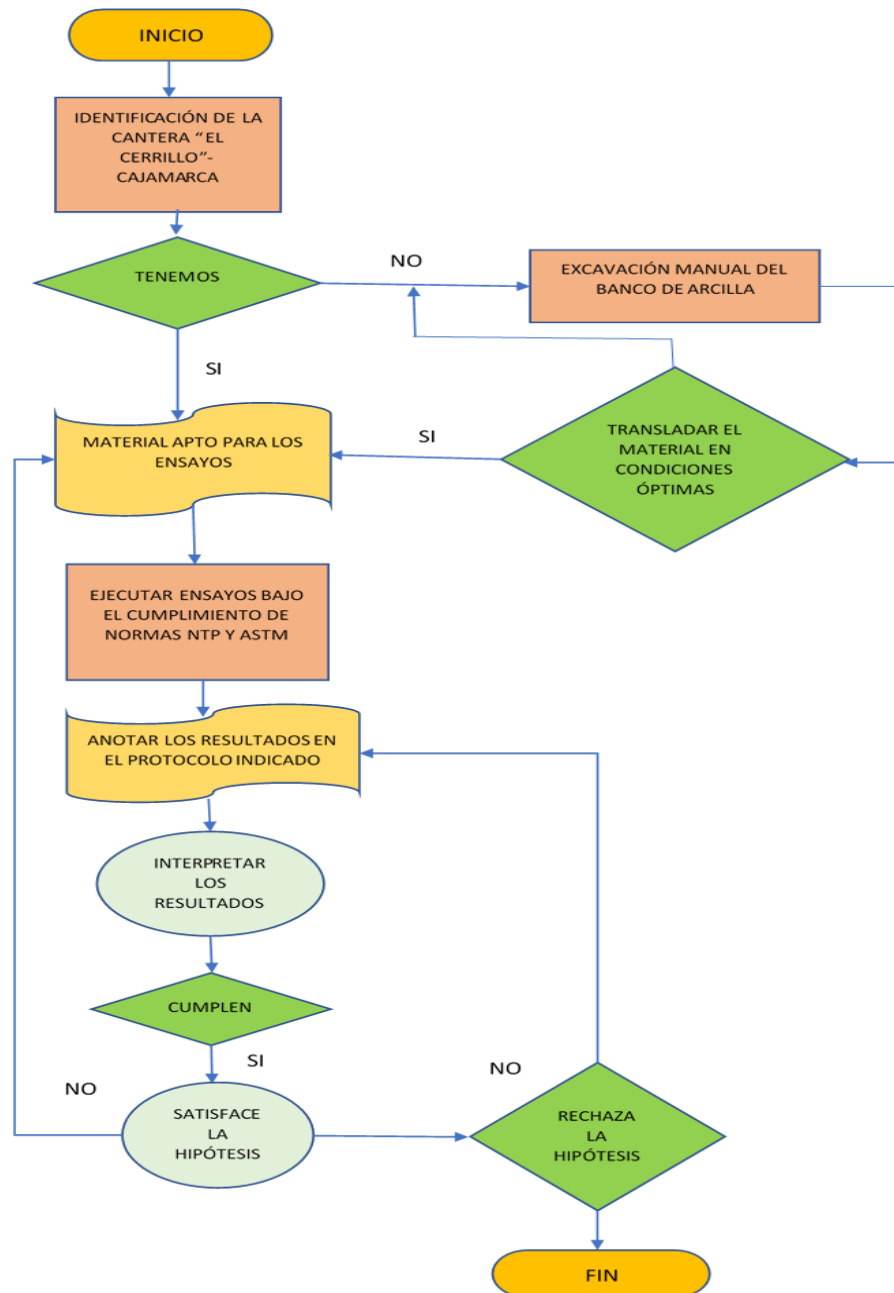 INICIO
IDENTIFICACIÓN DE LA
CANTERA “EL
CERRILLO”-
CAJAMARCA
TENEMOS
NO
EXCAVACIÓN MANUAL DEL
BANCO DE ARCILLA
SI
MATERIAL APTO PARA LOS
ENSAYOS
SI
TRANSLADAR EL
MATERIAL EN
CONDICIONES
ÓPTIMAS
EJECUTAR ENSAYOS BAJO
EL CUMPLIMIENTO DE
NORMAS NTP Y ASTM
ANOTAR LOS RESULTADOS EN
EL PROTOCOLO INDICADO
INTERPRETAR
LOS
RESULTADOS
CUMPLEN
SI
NO
NO
SATISFACE
LA
HIPÓTESIS
RECHAZA
LA
HIPÓTESIS
FIN